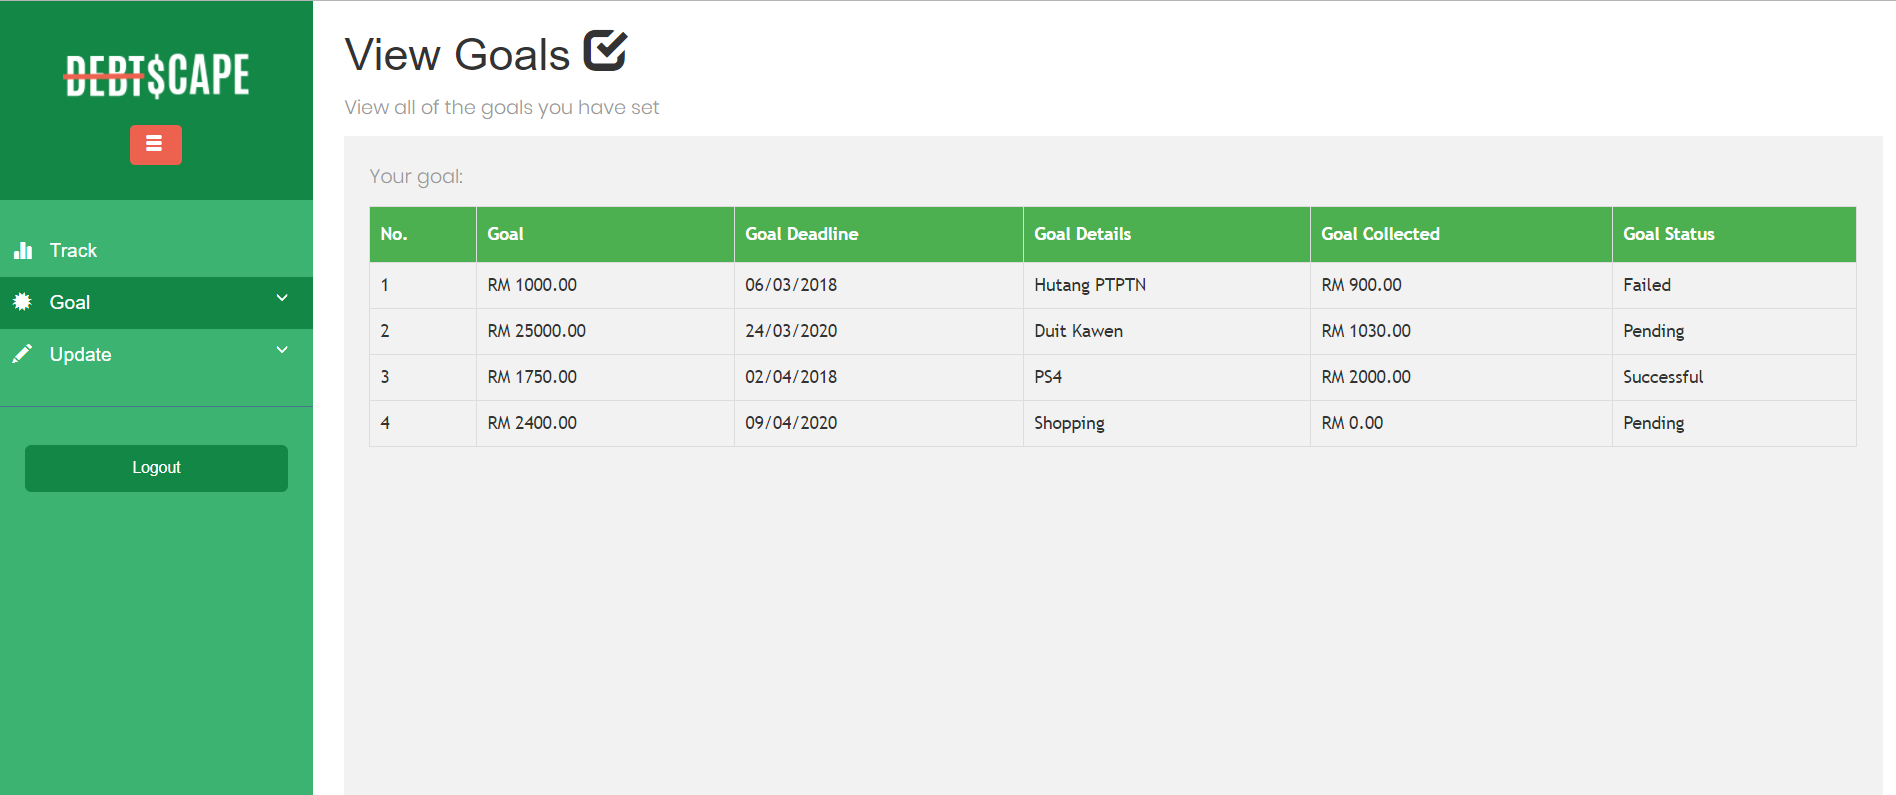 DEBT$CAPE
Track
Goal
Update
Logout
View Goals
View all of the goals you have set
Your goal:
No. Goal Goal Deadline Goal Details Goal Collected Goal Status
1 RM 1000.00 06/03/2018 Hutang PTPTN RM 900.00 Failed
2 RM 25000.00 24/03/2020 Duit Kawen RM 1030.00 Pending
3 RM 1750.00 02/04/2018 PS4 RM 2000.00 Successful
4 RM 2400.00 09/04/2020 Shopping RM 0.00 Pending